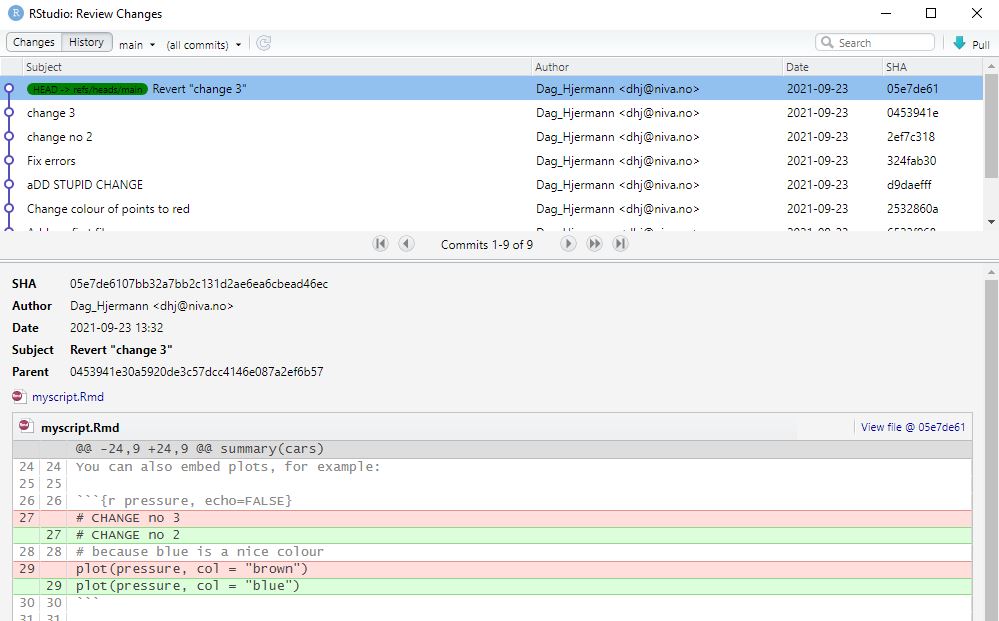 RStudio: Review Changes
Changes History main (all commits) Search Pull
Subject Author Date SHA
HEAD -> refs/heads/main Revert "change 3" Dag_Hjermann <dhj@niva.no> 2021-09-23 05e7de61
change 3 Dag_Hjermann <dhj@niva.no> 2021-09-23 0453941e
change no 2 Dag_Hjermann <dhj@niva.no> 2021-09-23 2ef7c318
Fix errors Dag_Hjermann <dhj@niva.no> 2021-09-23 324fab30
aDD STUPID CHANGE Dag_Hjermann <dhj@niva.no> 2021-09-23 d9daefff
Change colour of points to red Dag_Hjermann <dhj@niva.no> 2021-09-23 2532860a
Commits 1-9 of 9
SHA 05e7de6107bb32a7bb2c131d2ae6ea6cbead46ec
Author Dag_Hjermann <dhj@niva.no>
Date 2021-09-23 13:32
Subject Revert "change 3"
Parent 0453941e30a5920de3c57dcc4146e087a2ef6b57
myscript.Rmd
myscript.Rmd View file @ 05e7de61
@@ -24,9 +24,9 @@ summary(cars)
24 24 You can also embed plots, for example:
25 25
26 26 ```{r pressure, echo=FALSE}
27 # CHANGE no 3
27 # CHANGE no 2
28 28 # because blue is a nice colour
29 plot(pressure, col = "brown")
29 plot(pressure, col = "blue")
30 30 ```
31 31